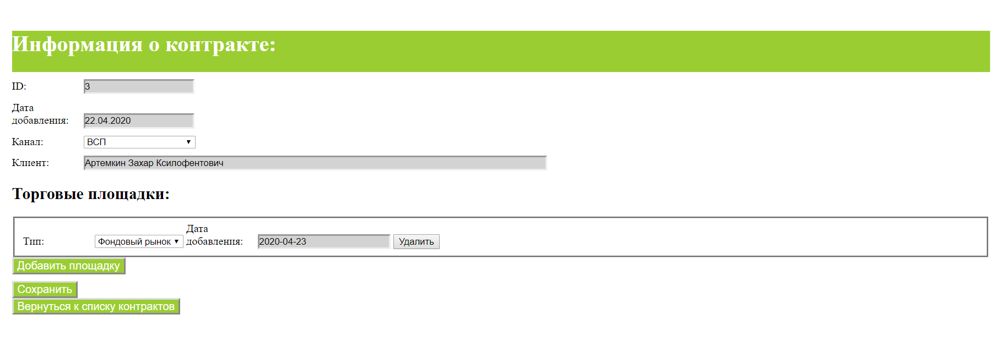 Информация о контракте:
ID: 3
Дата
добавления: 22.04.2020
Канал: ВСП
Клиент: Артемкин Захар Ксилофентович
Торговые площадки:
Дата
Тип: Фондовый рынок добавления: 2020-04-23 Удалить
Добавить площадку
Сохранить
Вернуться к списку контрактов